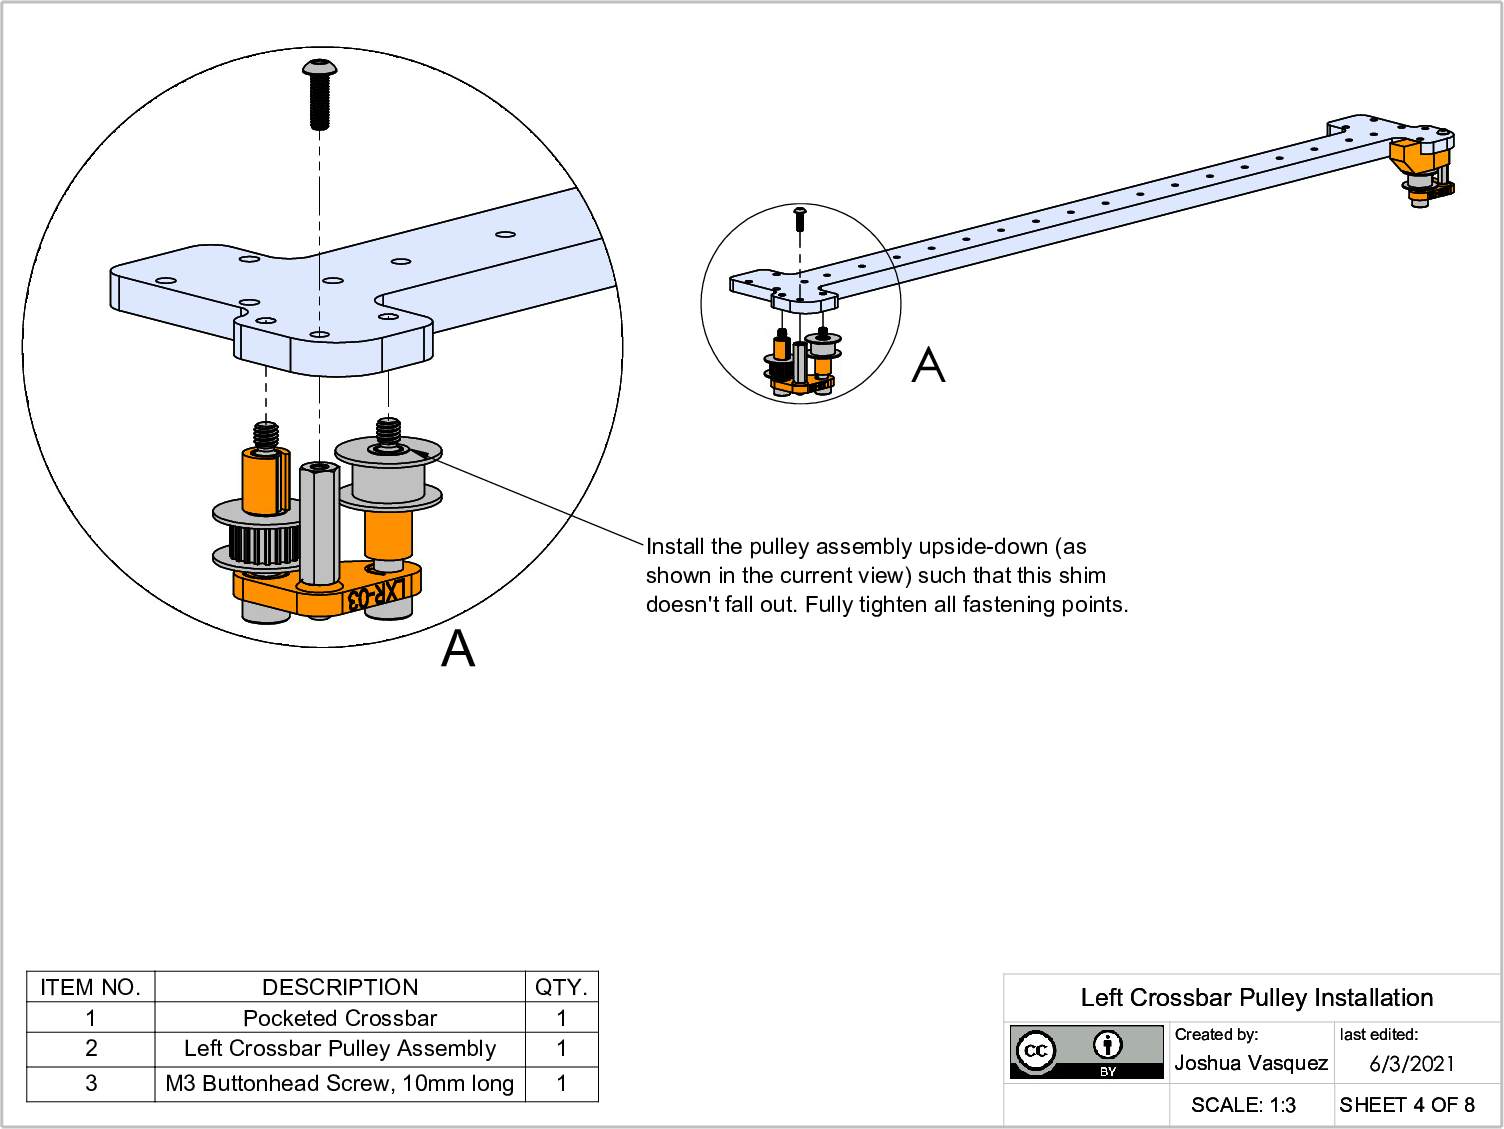 A
Install the pulley assembly upside-down (as
shown in the current view) such that this shim
doesn't fall out. Fully tighten all fastening points.
LXR-03
A
ITEM NO. DESCRIPTION QTY.
1 Pocketed Crossbar 1
2 Left Crossbar Pulley Assembly 1
3 M3 Buttonhead Screw, 10mm long 1
Left Crossbar Pulley Installation
cc
BY
Created by:
Joshua Vasquez
last edited:
6/3/2021
SCALE: 1:3
SHEET 4 OF 8